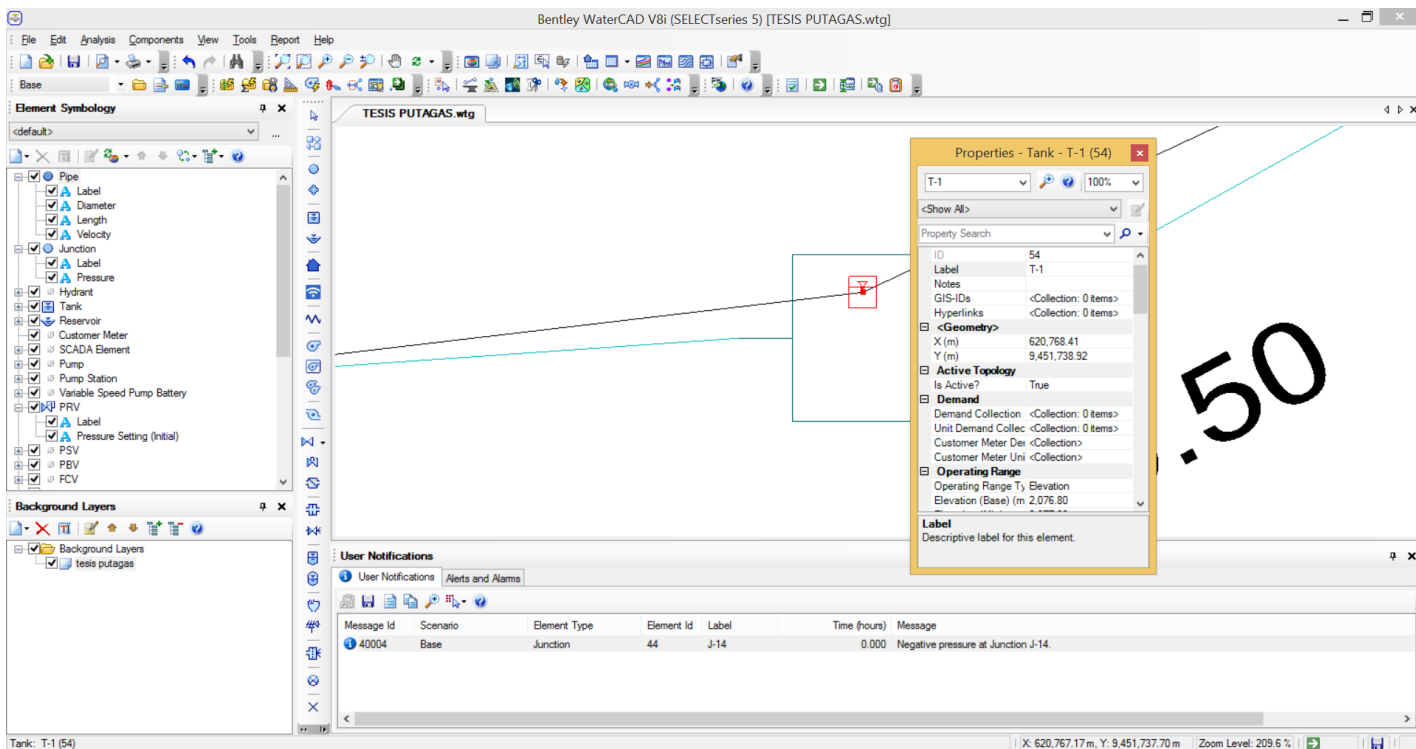 Bentley WaterCAD V8i (SELECTseries 5) [TESIS PUTAGAS.wtg]
File Edit Analysis Components View Tools Report Help
Base
Element Symbology
<default>
...
Pipe
Label
Diameter
Length
Velocity
Junction
Label
Pressure
Hydrant
Tank
Reservoir
Customer Meter
SCADA Element
Pump
Pump Station
Variable Speed Pump Battery
PRV
Label
Pressure Setting (Initial)
PSV
PBV
FCV
Background Layers
Background Layers
tesis putagas
TESIS PUTAGAS.wtg
.50
Properties - Tank - T-1 (54)
T-1 100%
<Show All>
Property Search
ID 54
Label T-1
Notes
GIS-IDs <Collection: 0 items>
Hyperlinks <Collection: 0 items>
<Geometry>
X (m) 620,768.41
Y (m) 9,451,738.92
Active Topology
Is Active? True
Demand
Demand Collection <Collection: 0 items>
Unit Demand Collec <Collection: 0 items>
Customer Meter Der <Collection>
Customer Meter Uni <Collection>
Operating Range
Operating Range Ty Elevation
Elevation (Base) (m 2,076.80
Label
Descriptive label for this element.
User Notifications
User Notifications Alerts and Alarms
Message Id Scenario Element Type Element Id Label Time (hours) Message
40004 Base Junction 44 J-14 0.000 Negative pressure at Junction J-14.
Tank: T-1 (54)
X: 620,767.17 m, Y: 9,451,737.70 m Zoom Level: 209.6 %